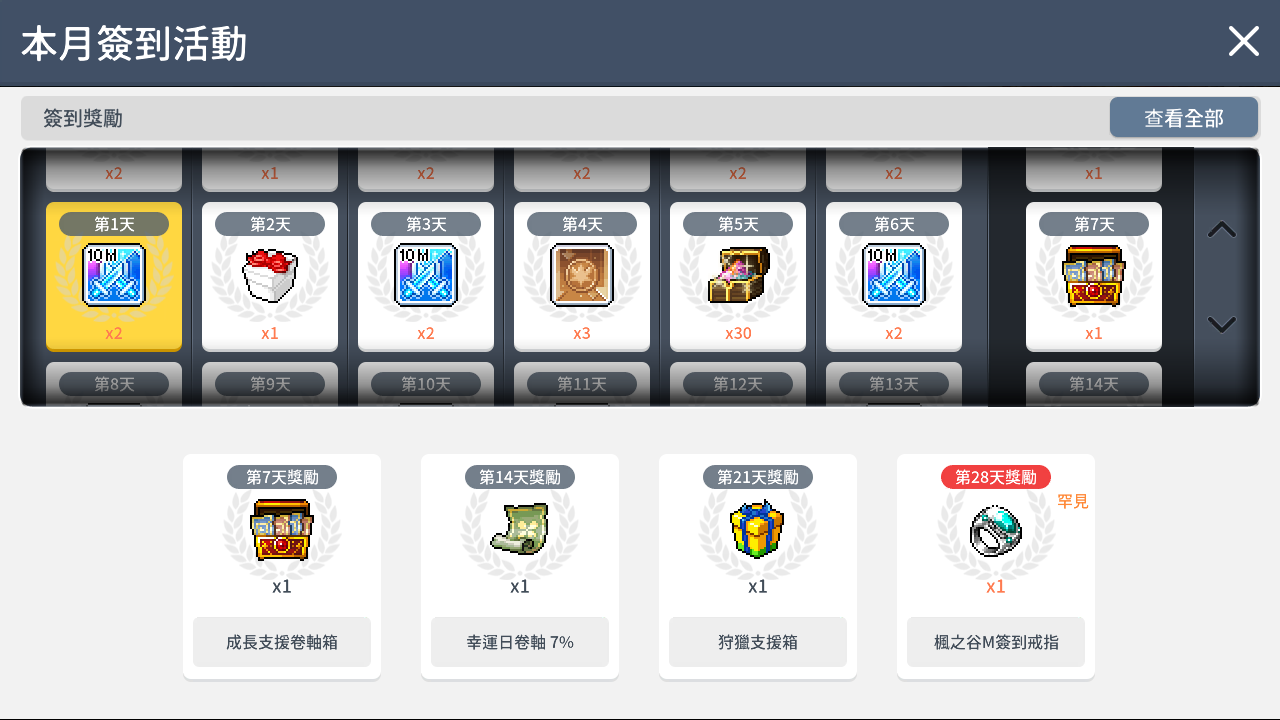 本月簽到活動
簽到獎勵
查看全部
x2
x1
x2
x2
x2
x2
x1
第1天
第2天
第3天
第4天
第5天
第6天
第7天
10 M
10 M
10 M
x2
x1
x2
x3
x30
x2
x1
第8天
第9天
第10天
第11天
第12天
第13天
第14天
第7天獎勵
第14天獎勵
第21天獎勵
第28天獎勵
罕見
x1
x1
x1
x1
成長支援卷軸箱
幸運日卷軸 7%
狩獵支援箱
楓之谷M簽到戒指